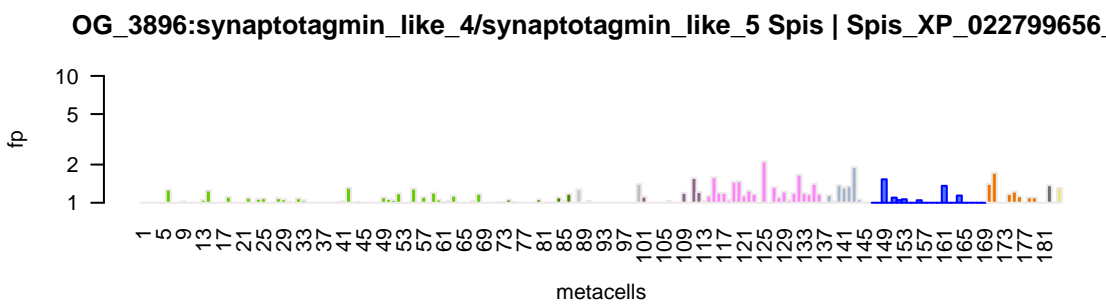 OG_3896:synaptotagmin_like_4/synaptotagmin_like_5 Spis | Spis_XP_022799656_
10
5
2
1
fp
1 5 9 13 17 21 25 29 33 37 41 45 49 53 57 61 65 69 73 77 81 85 89 93 97 101 105 109 113 117 121 125 129 133 137 141 145 149 153 157 161 165 169 173 177 181
metacells